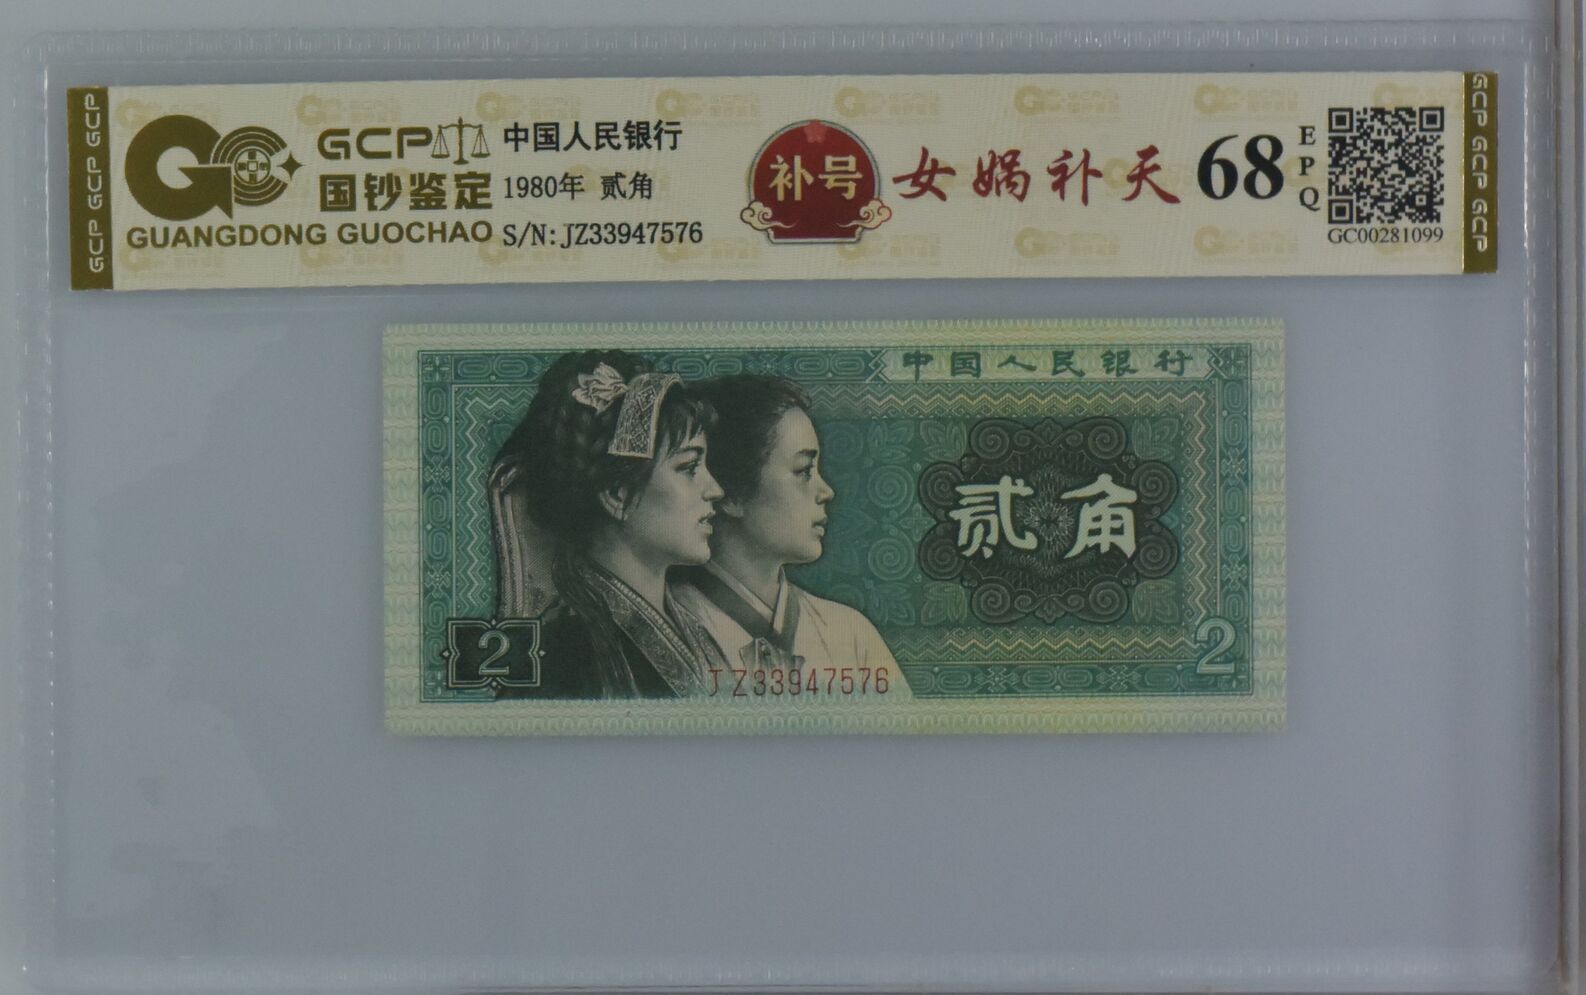 GCP GCP GCP
GCP
国钞鉴定
GUANGDONG GUOCHAO
中国人民银行
1980年 贰角
S/N: JZ33947576
补号
女娲补天
68
EPQ
GC00281099
GCP GCP GCP
中国人民银行
贰角
2
2
JZ33947576